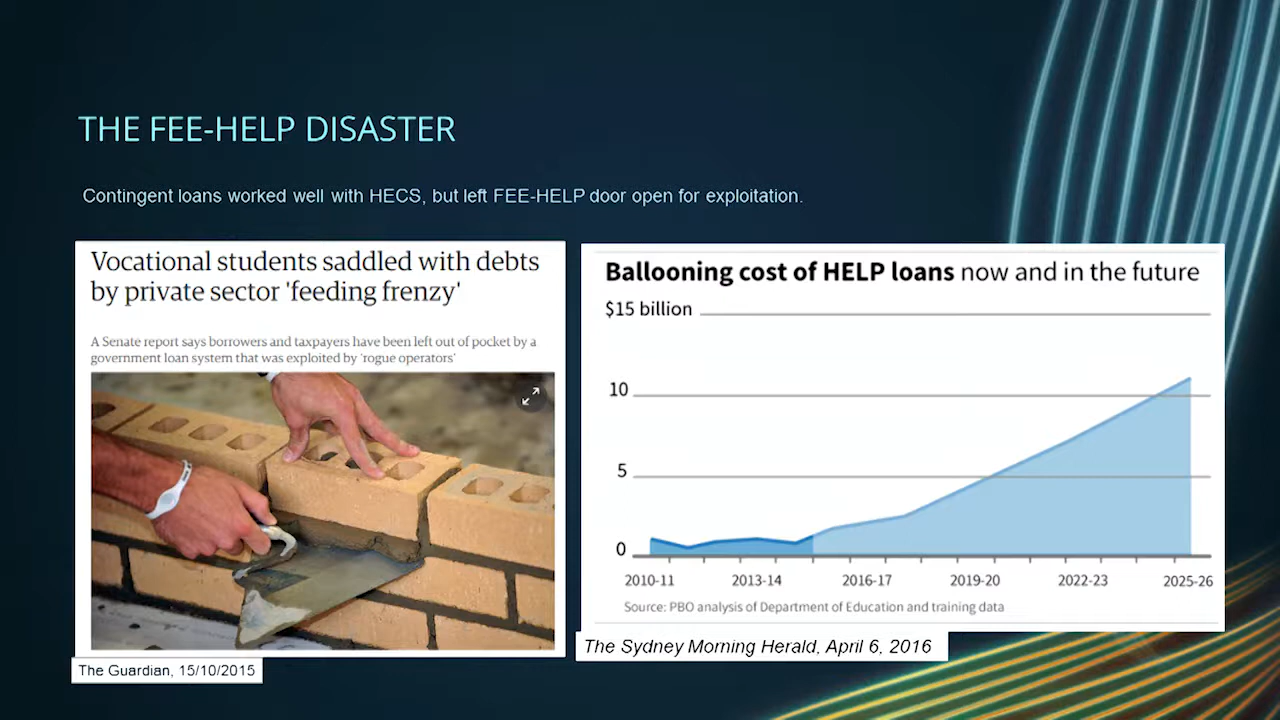 THE FEE-HELP DISASTER
Contingent loans worked well with HECS, but left FEE-HELP door open for exploitation.
Vocational students saddled with debts
by private sector 'feeding frenzy'
A Senate report says borrowers and taxpayers have been left out of pocket by a
government loan system that was exploited by 'rogue operators'
The Guardian, 15/10/2015
Ballooning cost of HELP loans now and in the future
$15 billion
10
5
0
2010-11 2013-14 2016-17 2019-20 2022-23 2025-26
Source: PBO analysis of Department of Education and training data
The Sydney Morning Herald, April 6, 2016